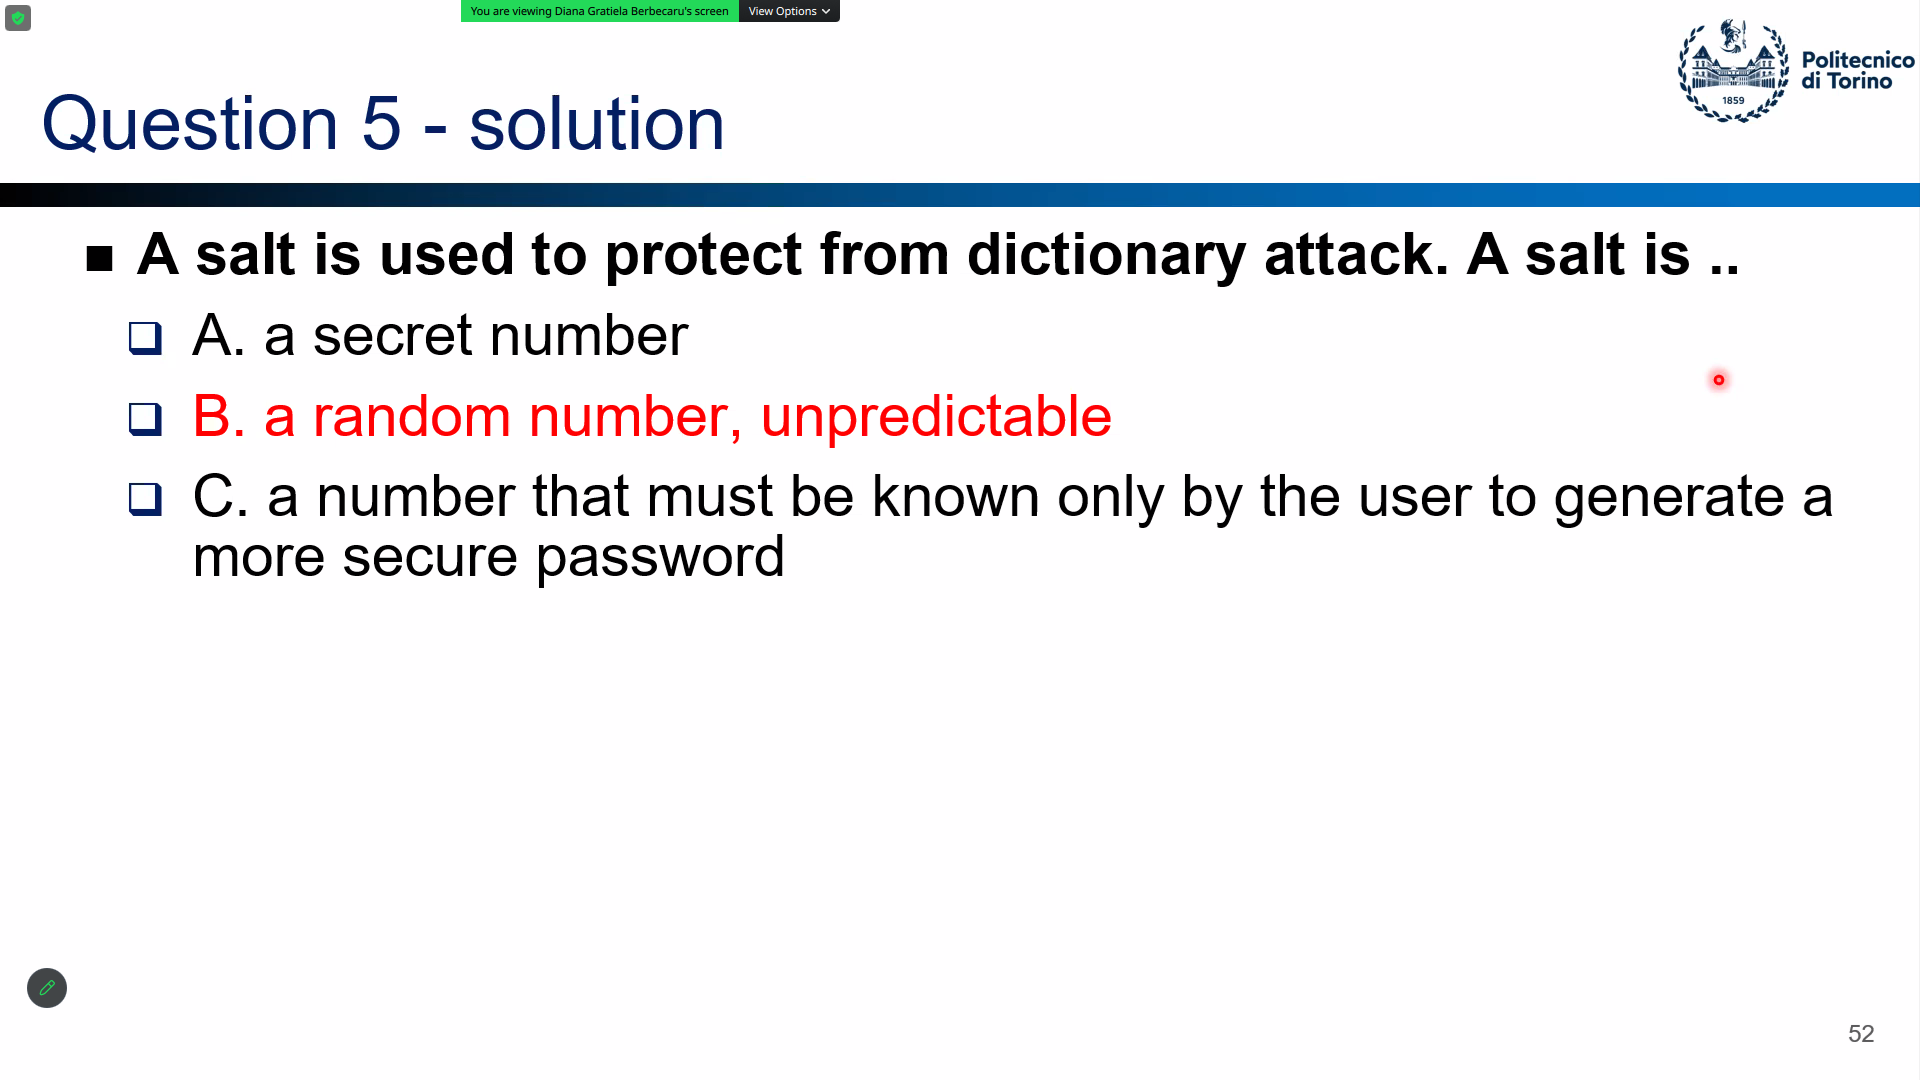 You are viewing Diana Gratiela Berbecaru's screen View Options
Politecnico
di Torino
1859
Question 5 - solution
A salt is used to protect from dictionary attack. A salt is ..
A. a secret number
B. a random number, unpredictable
C. a number that must be known only by the user to generate a
more secure password
52